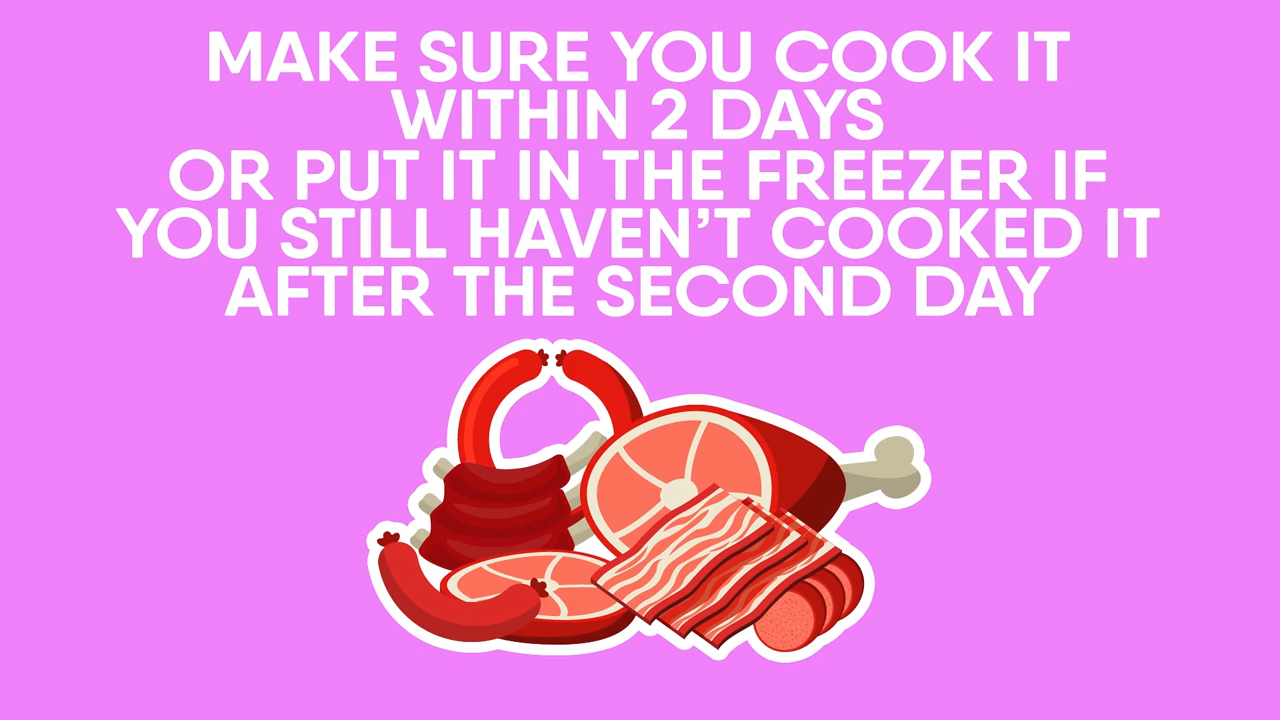 MAKE SURE YOU COOK IT
WITHIN 2 DAYS
OR PUT IT IN THE FREEZER IF
YOU STILL HAVEN’T COOKED IT
AFTER THE SECOND DAY